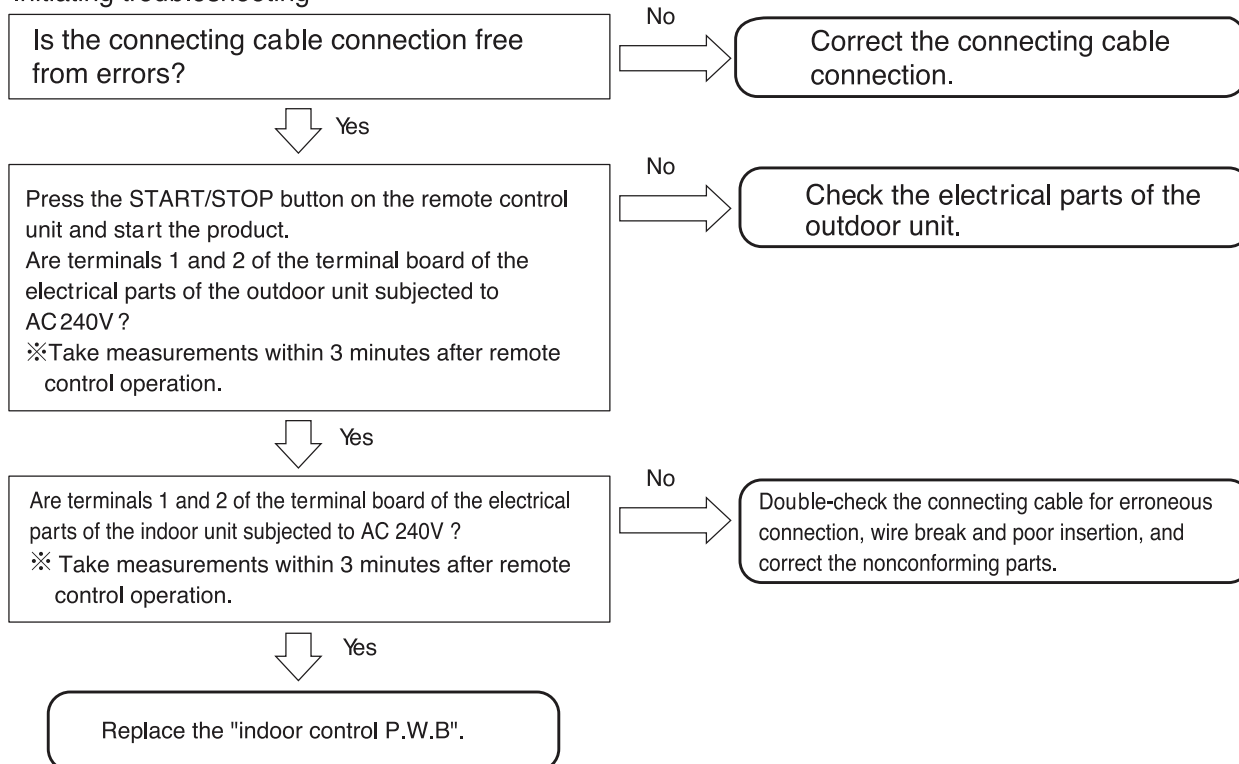 Initiating troubleshooting
Is the connecting cable connection free
from errors?
No
Correct the connecting cable
connection.
Yes
Press the START/STOP button on the remote control
unit and start the product.
Are terminals 1 and 2 of the terminal board of the
electrical parts of the outdoor unit subjected to
AC 240V ?
※Take measurements within 3 minutes after remote
control operation.
No
Check the electrical parts of the
outdoor unit.
Yes
Are terminals 1 and 2 of the terminal board of the electrical
parts of the indoor unit subjected to AC 240V ?
※ Take measurements within 3 minutes after remote
control operation.
No
Double-check the connecting cable for erroneous
connection, wire break and poor insertion, and
correct the nonconforming parts.
Yes
Replace the "indoor control P.W.B".